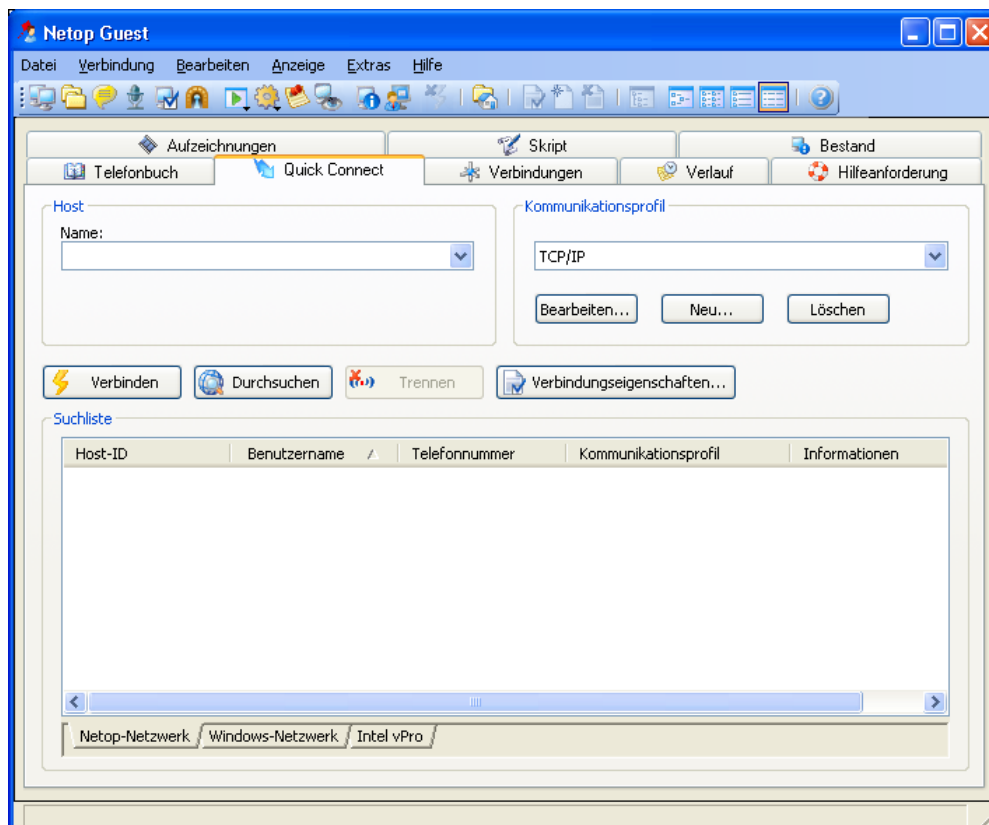 Netop Guest
Datei Verbindung Bearbeiten Anzeige Extras Hilfe
Aufzeichnungen Skript Bestand
Telefonbuch Quick Connect Verbindungen Verlauf Hilfeanforderung
Host Kommunikationsprofil
Name:
TCP/IP
Bearbeiten... Neu... Löschen
Verbinden Durchsuchen Trennen Verbindungseigenschaften...
Suchliste
Host-ID Benutzername Telefonnummer Kommunikationsprofil Informationen
Netop-Netzwerk Windows-Netzwerk Intel vPro